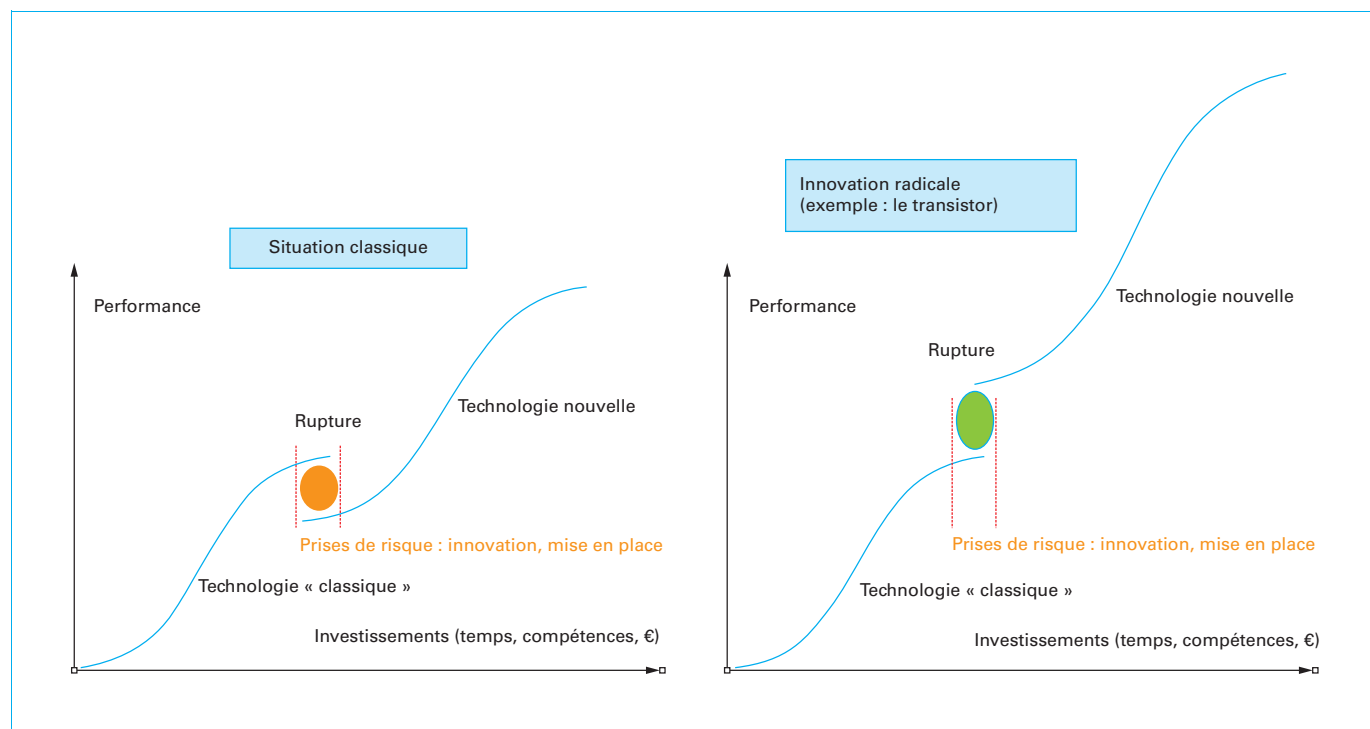 Situation classique
Performance
Rupture
Technologie nouvelle
Prises de risque : innovation, mise en place
Technologie « classique »
Investissements (temps, compétences, €)
Innovation radicale
(exemple : le transistor)
Performance
Technologie nouvelle
Rupture
Prises de risque : innovation, mise en place
Technologie « classique »
Investissements (temps, compétences, €)